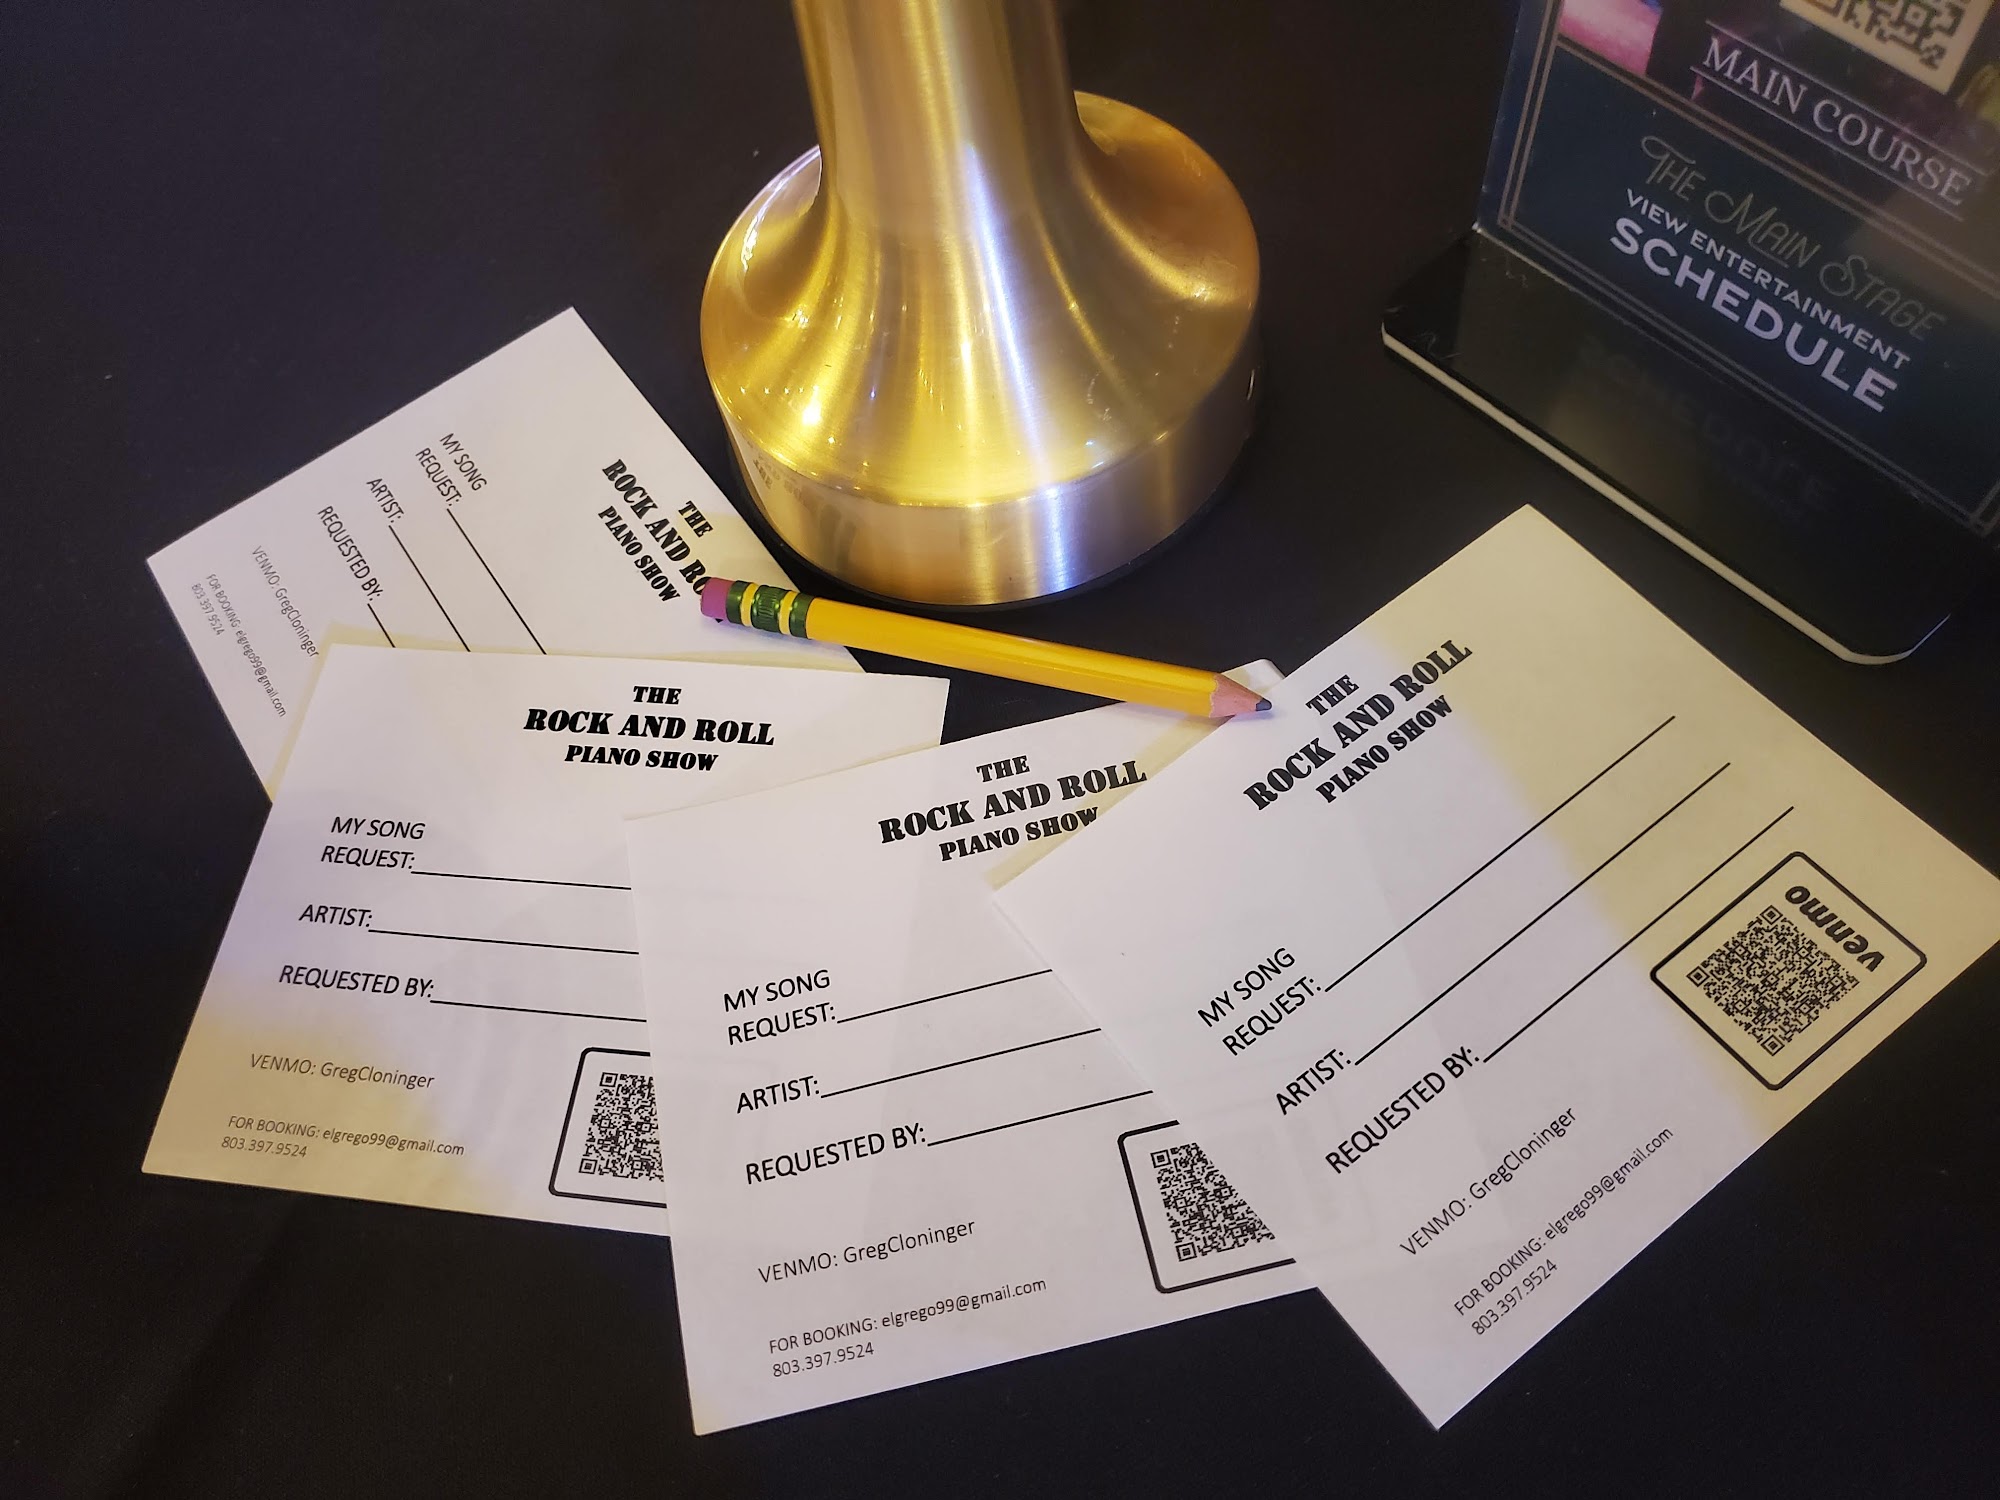 MAIN COURSE
THE MAIN STAGE
VIEW ENTERTAINMENT
SCHEDULE
THE
ROCK AND RO
PIANO SHOW
MY SONG
REQUEST:
ARTIST:
REQUESTED BY:
VENMO: GregCloninger
FOR BOOKING: elgrego99@gmail.com
803.397.9524
THE
ROCK AND ROLL
PIANO SHOW
MY SONG
REQUEST:
ARTIST:
REQUESTED BY:
VENMO: GregCloninger
FOR BOOKING: elgrego99@gmail.com
803.397.9524
THE
ROCK AND ROLL
PIANO SHOW
MY SONG
REQUEST:
ARTIST:
REQUESTED BY:
VENMO: GregCloninger
FOR BOOKING: elgrego99@gmail.com
803.397.9524
THE
ROCK AND ROLL
PIANO SHOW
MY SONG
REQUEST:
ARTIST:
REQUESTED BY:
venmo
VENMO: GregCloninger
FOR BOOKING: elgrego99@gmail.com
803.397.9524